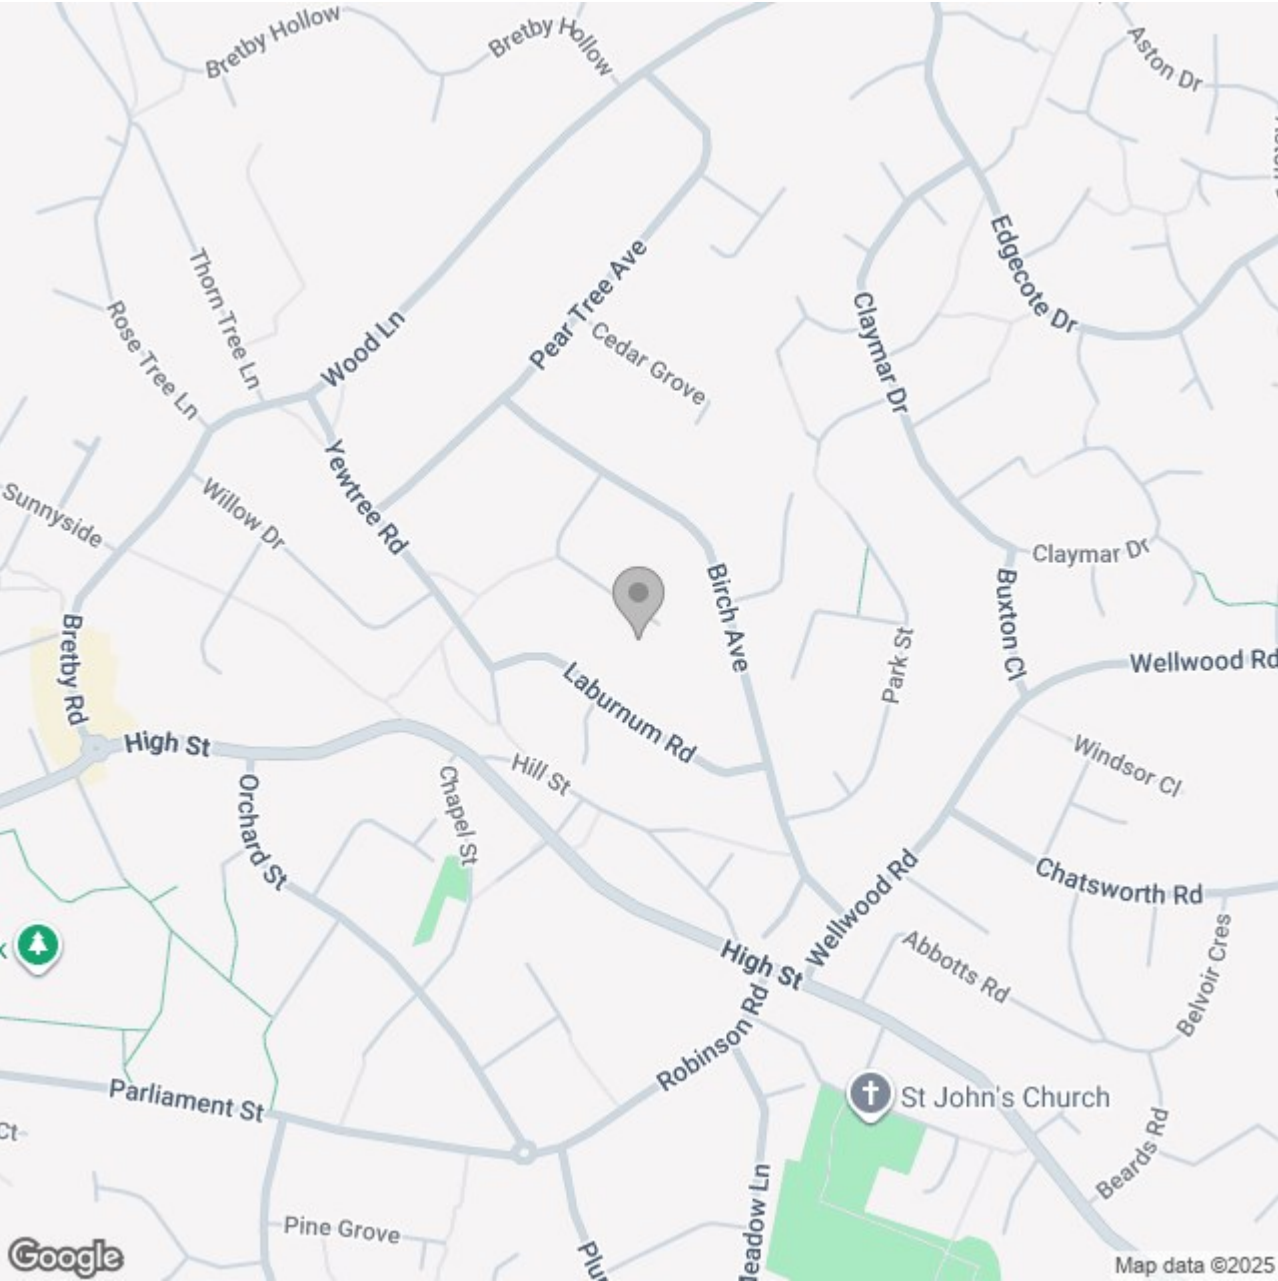 Bretby Hollow
Bretby Hollow
Aston Dr
Thorn Tree Ln
Rose Tree Ln
Wood Ln
Pear Tree Ave
Cedar Grove
Edgecote Dr
Claymar Dr
Sunnyside
Willow Dr
Yewtree Rd
Claymar Dr
Birch Ave
Buxton Cl
Park St
Bretby Rd
Laburnum Rd
Wellwood Rd
High St
Hill St
Windsor Cl
Chapel St
Orchard St
Chatsworth Rd
Wellwood Rd
High St
Abbotts Rd
Belvoir Cres
Robinson Rd
Parliament St
St John's Church
Beards Rd
Meadow Ln
Pine Grove
Google
Map data ©2025